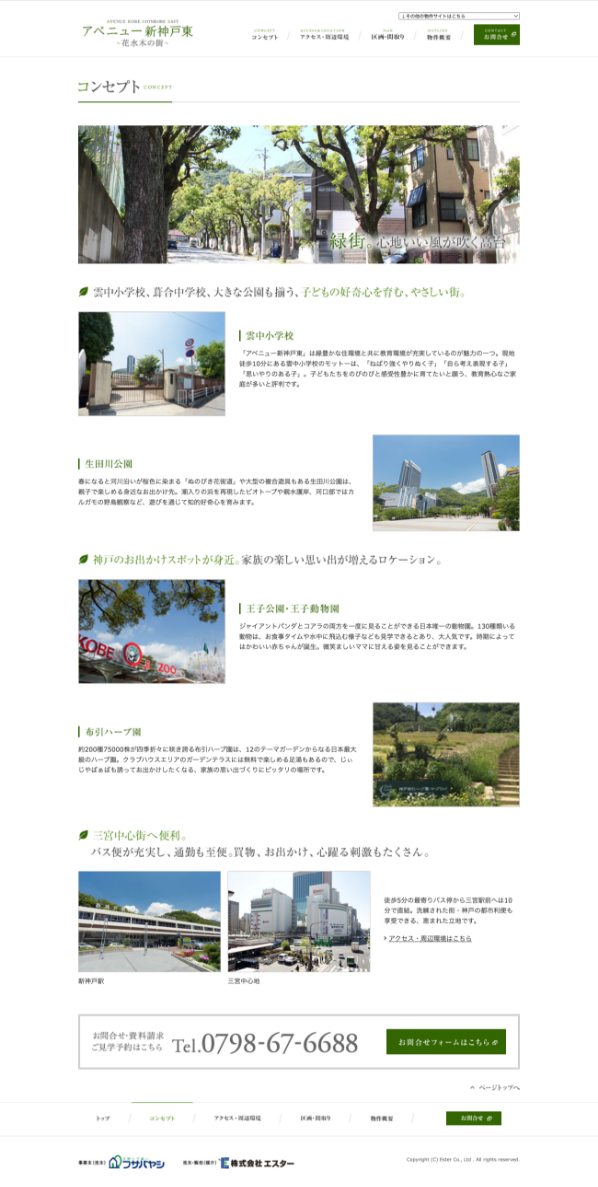 ↓その他の物件サイトはこちら
AVENUE KOBE SHINKOBE EAST
アベニュー新神戸東
~花水木の街~
CONCEPT
コンセプト
ACCESS&LOCATION
アクセス・周辺環境
区画・間取り
OUTLINE
物件概要
CONTACT
お問合せ
コンセプト CONCEPT
緑街。心地いい風が吹く高台
雲中小学校、葺合中学校、大きな公園も揃う、子どもの好奇心を育む、やさしい街。
雲中小学校
「アベニュー新神戸東」は緑豊かな住環境と共に教育環境が充実しているのが魅力の一つ。現地
徒歩10分にある雲中小学校のモットーは、「ねばり強くやりぬく子」「自ら考え表現する子」
「思いやりのある子」。子どもたちをのびのびと感受性豊かに育てたいと願う、教育熱心なご家
庭が多いと評判です。
生田川公園
春になると河川沿いが桜色に染まる「ぬのびき花街道」や大型の複合遊具もある生田川公園は、
親子で楽しめる身近なお出かけ先。潮入りの浜を再現したビオトープや親水護岸、河口部ではカ
ルガモの野鳥観察など、遊びを通じて知的好奇心を育みます。
神戸のお出かけスポットが身近。家族の楽しい思い出が増えるロケーション。
KOBE
ZOO
王子公園・王子動物園
ジャイアントパンダとコアラの両方を一度に見ることができる日本唯一の動物園。130種類いる
動物は、お食事タイムや水中に飛込む様子なども見学できるとあり、大人気です。時期によって
はかわいい赤ちゃんが誕生。微笑ましいママに甘える姿を見ることができます。
布引ハーブ園
約200種75000株が四季折々に咲き誇る布引ハーブ園は、12のテーマガーデンからなる日本最大
級のハーブ園。クラブハウスエリアのガーデンテラスには無料で楽しめる足湯もあるので、じぃ
じやばぁばも誘ってお出かけしたくなる、家族の思い出づくりにピッタリの場所です。
三宮中心街へ便利。
バス便が充実し、通勤も至便。買物、お出かけ、心躍る刺激もたくさん。
徒歩5分の最寄りバス停から三宮駅前へは10
分で直結。洗練された街・神戸の都市利便も
享受できる、恵まれた立地です。
アクセス・周辺環境はこちら
新神戸駅
三宮中心地
お問合せ・資料請求
ご見学予約はこちら
Tel.0798-67-6688
お問合せフォームはこちら
ページトップへ
トップ
コンセプト
アクセス・周辺環境
区画・間取り
物件概要
お問合せ
事業主(売主)
フサバヤシ
売主・販売(媒介)
株式会社 エスター
Copyright (C) Ester Co., Ltd . All rights reserved.